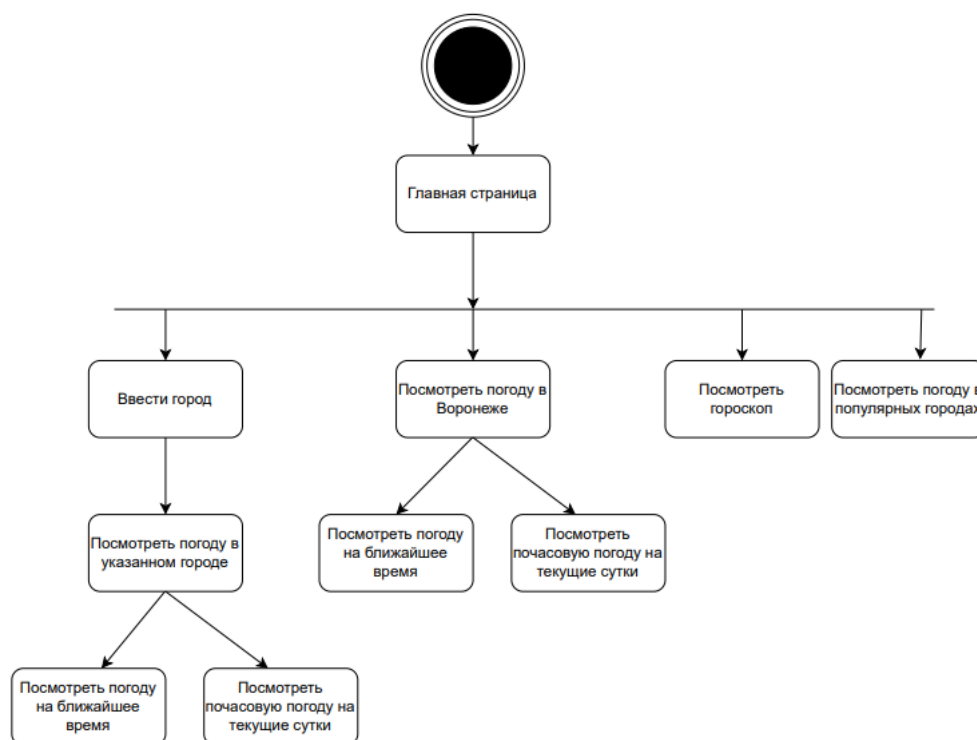 Главная страница
Ввести город
Посмотреть погоду в
Воронеже
Посмотреть
гороскоп
Посмотреть погоду в
популярных городах
Посмотреть погоду в
указанном городе
Посмотреть погоду
на ближайшее
время
Посмотреть
почасовую погоду на
текущие сутки
Посмотреть погоду
на ближайшее
время
Посмотреть
почасовую погоду на
текущие сутки